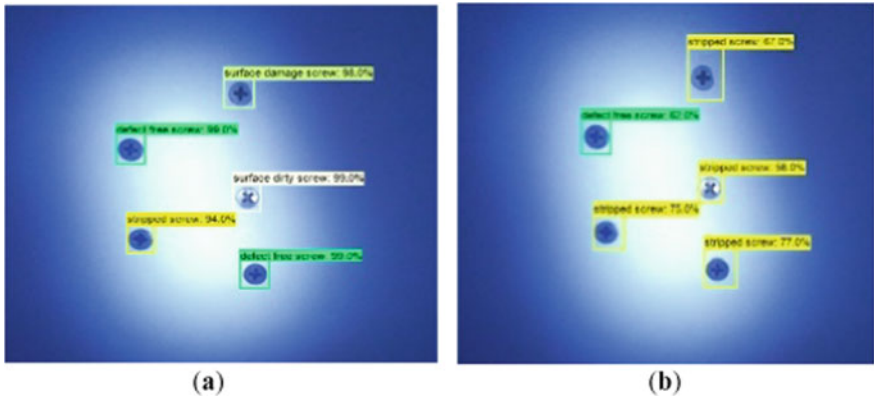 surface damage screw: 98.0%
defect free screw: 99.0%
surface dirty screw: 99.0%
stripped screw: 94.0%
defect free screw: 99.0%
(a)
stripped screw: 67.0%
defect free screw: 82.0%
stripped screw: 98.0%
stripped screw: 75.0%
stripped screw: 77.0%
(b)